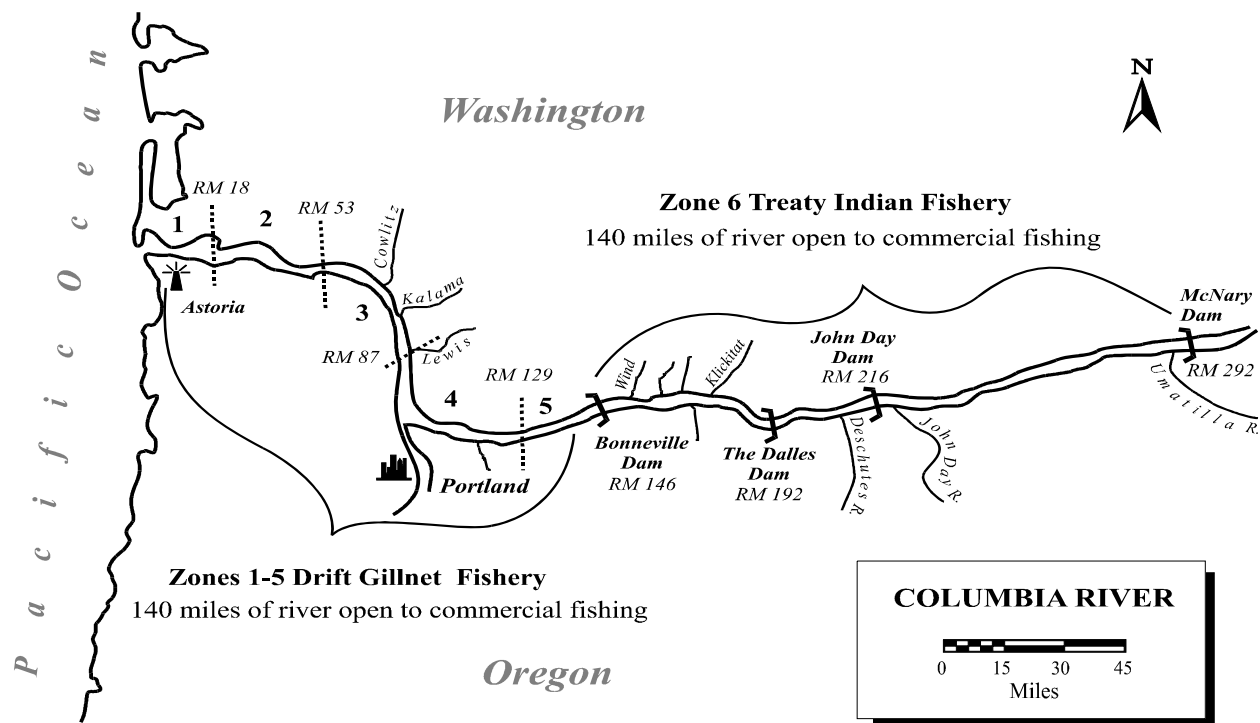 Pacific Ocean
Washington
N
Zone 6 Treaty Indian Fishery
140 miles of river open to commercial fishing
RM 18
1
2
RM 53
Cowlitz
Kalama
3
RM 87
Lewis
Astoria
RM 129
4
5
Wind
Klickitat
John Day
Dam
RM 216
McNary
Dam
RM 292
Umatilla R.
Bonneville
Dam
RM 146
The Dalles
Dam
RM 192
Deschutes R.
John Day R.
Portland
Zones 1-5 Drift Gillnet Fishery
140 miles of river open to commercial fishing
Oregon
COLUMBIA RIVER
0 15 30 45
Miles